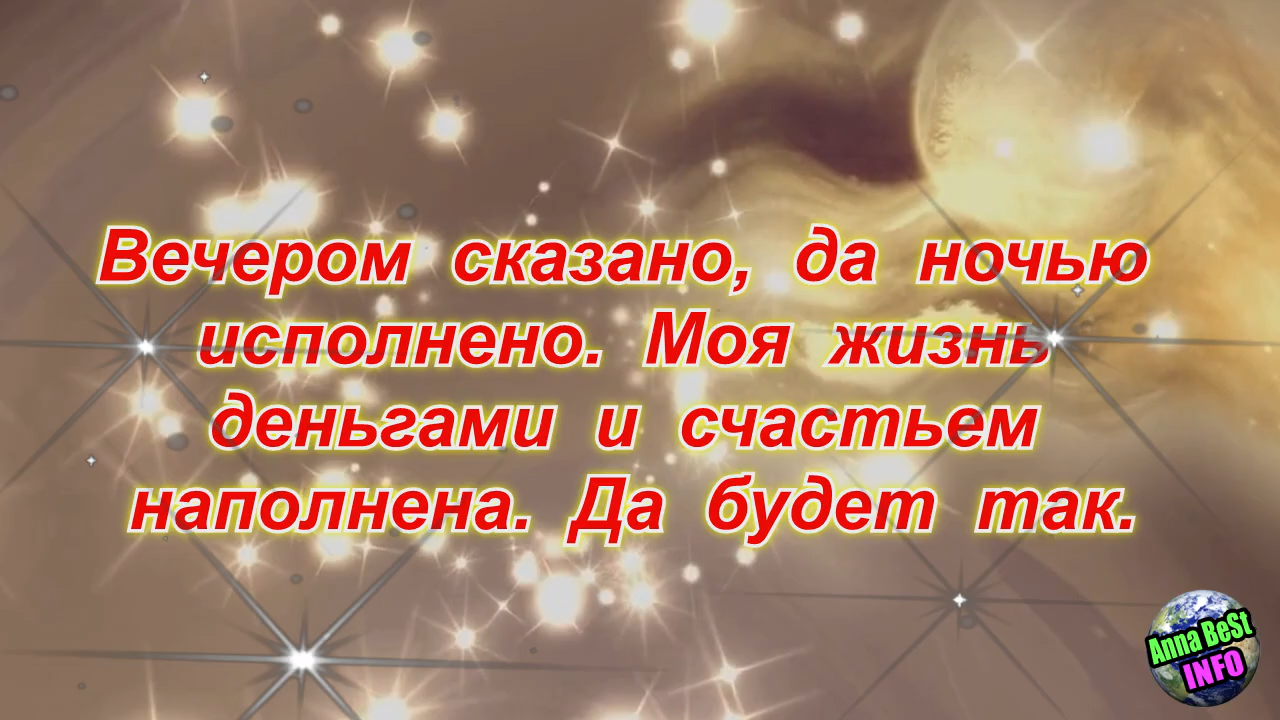 Вечером сказано, да ночью
исполнено. Моя жизнь
деньгами и счастьем
наполнена. Да будет так.
Anna BeSt
INFO